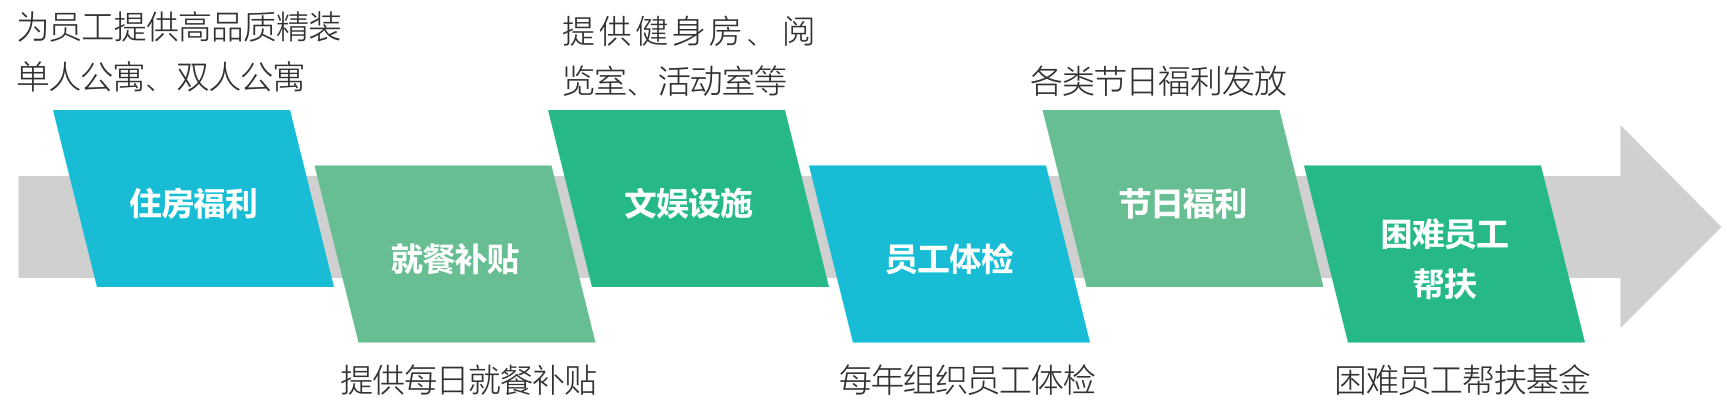 为员工提供高品质精装
单人公寓、双人公寓
住房福利
就餐补贴
提供每日就餐补贴
提供健身房、阅
览室、活动室等
文娱设施
员工体检
每年组织员工体检
各类节日福利发放
节日福利
困难员工
帮扶
困难员工帮扶基金